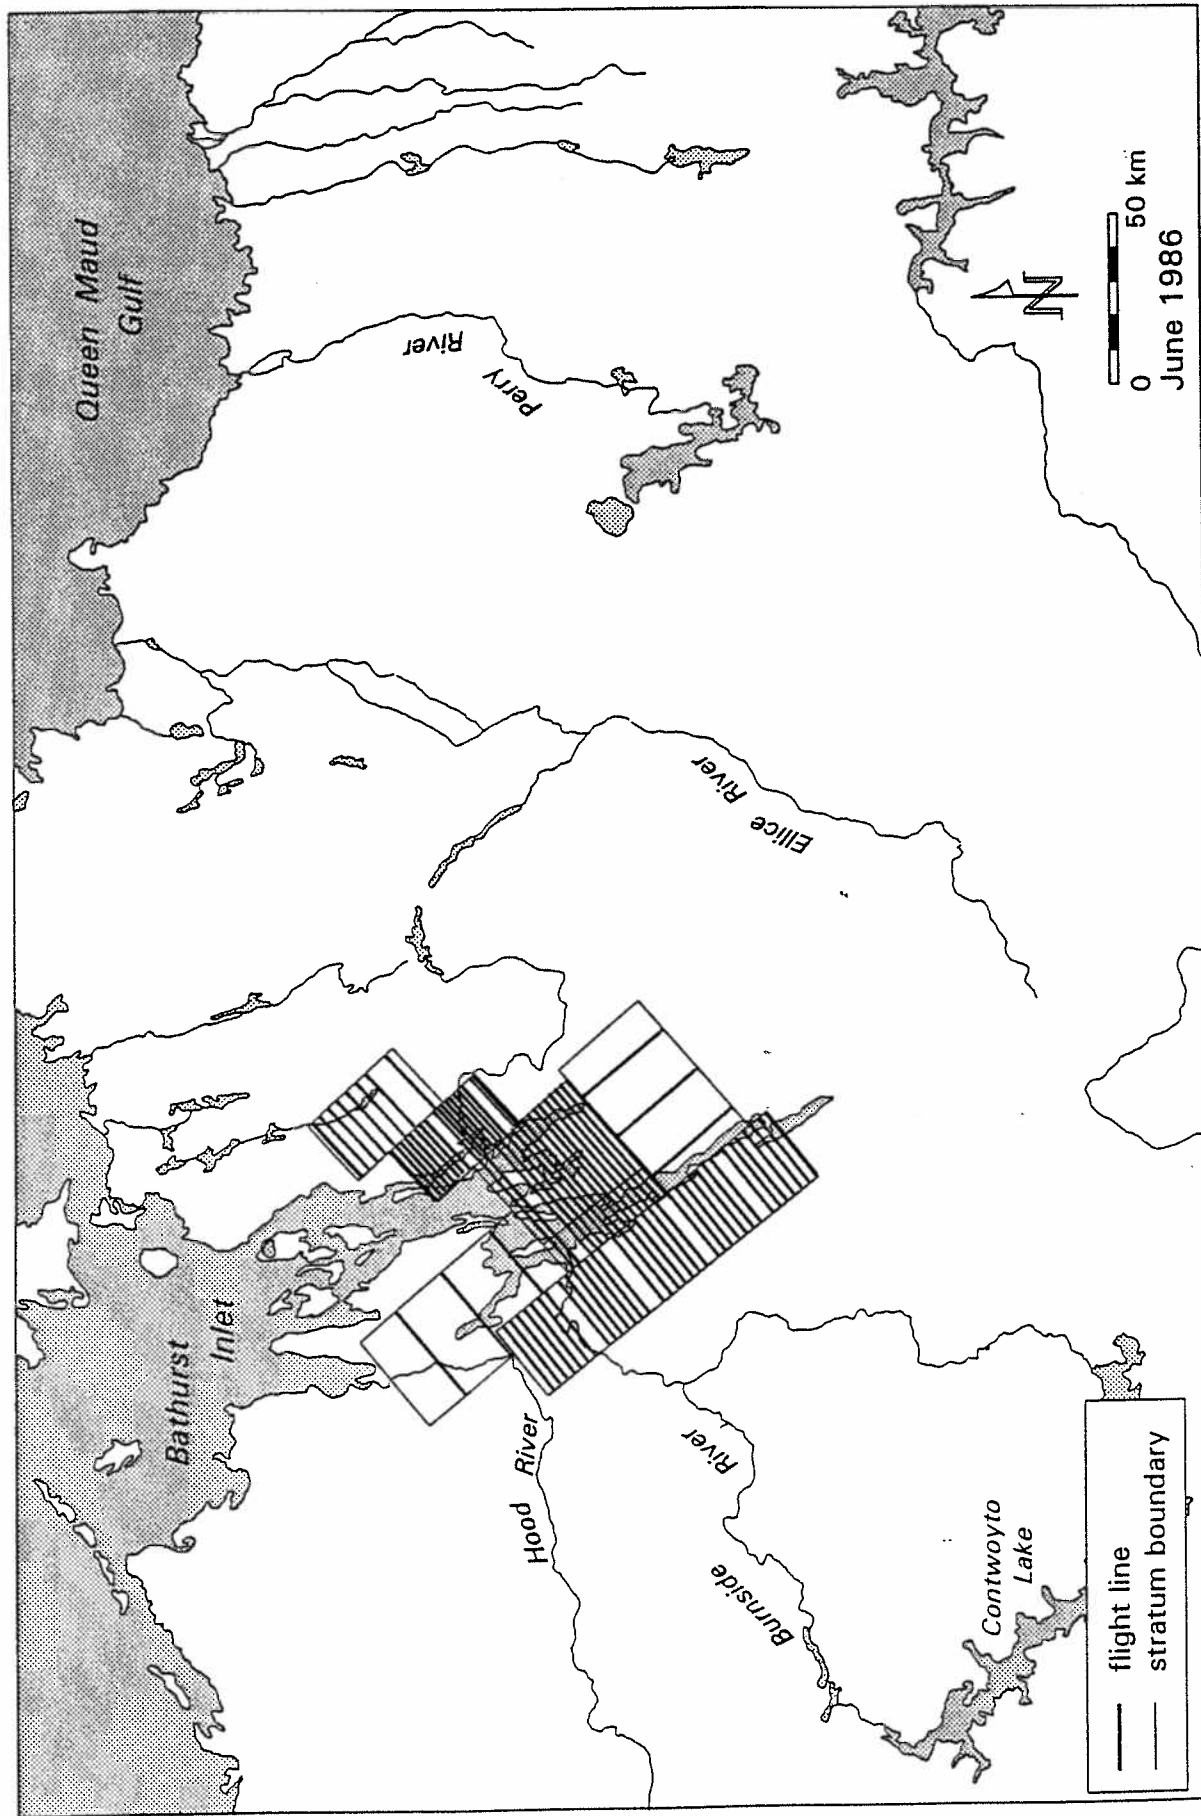 Queen Maud
Gulf
Bathurst
Inlet
Perry
River
Ellice River
Hood River
Burnside
River
Contwoyto
Lake
N
0 50 km
June 1986
flight line
stratum boundary